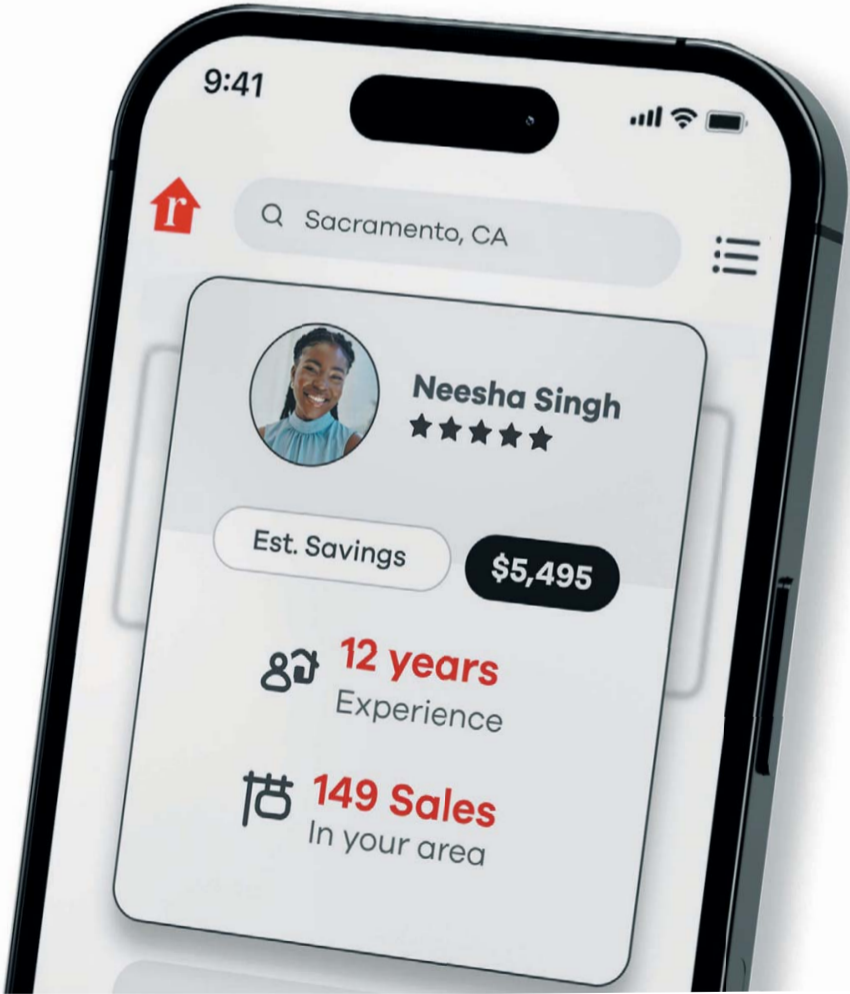 9:41
r
Sacramento, CA
Neesha Singh
Est. Savings
$5,495
12 years
Experience
149 Sales
In your area